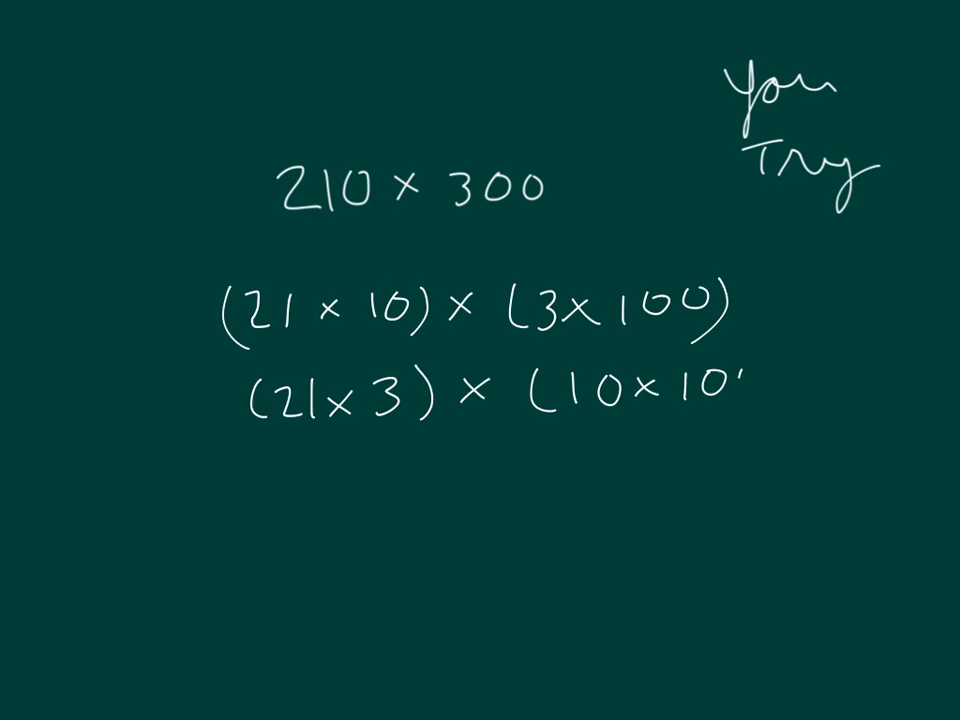 You
Try
210 × 300
(21 × 10) × (3 × 100)
(21 × 3) × (10 × 10